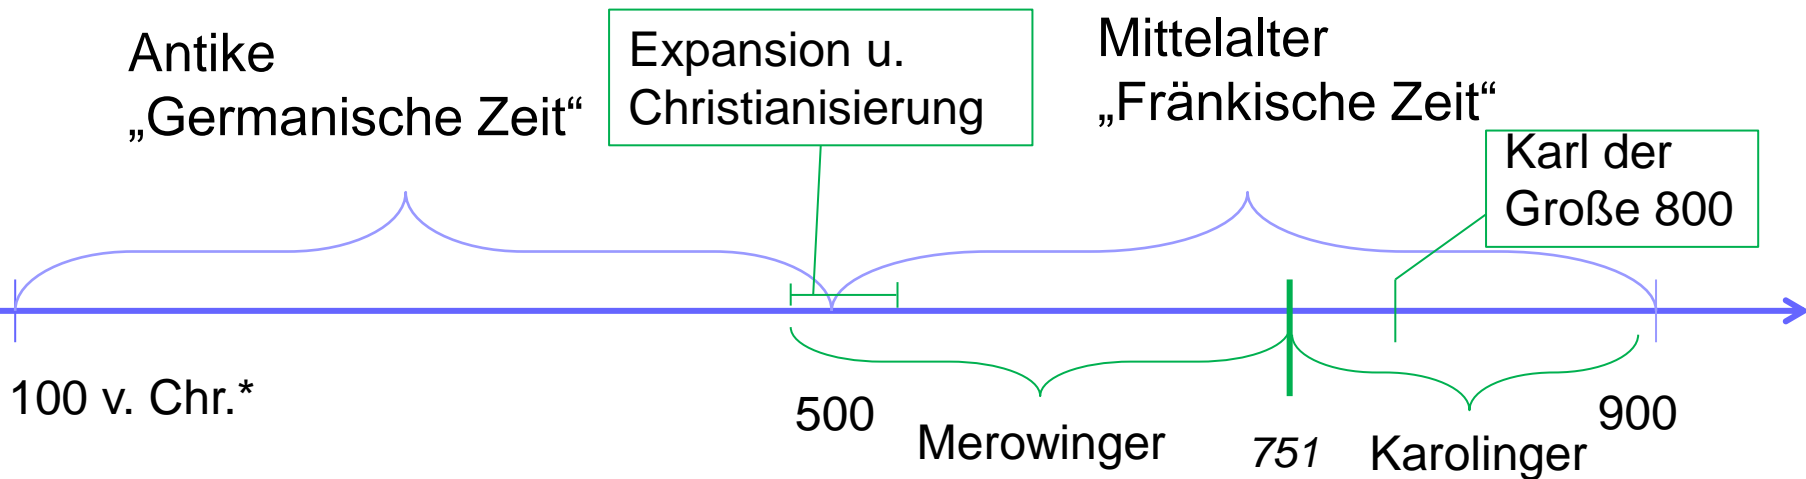 Antike
„Germanische Zeit“
Expansion u.
Christianisierung
Mittelalter
„Fränkische Zeit“
Karl der
Große 800
100 v. Chr.*
500
Merowinger
751
Karolinger
900